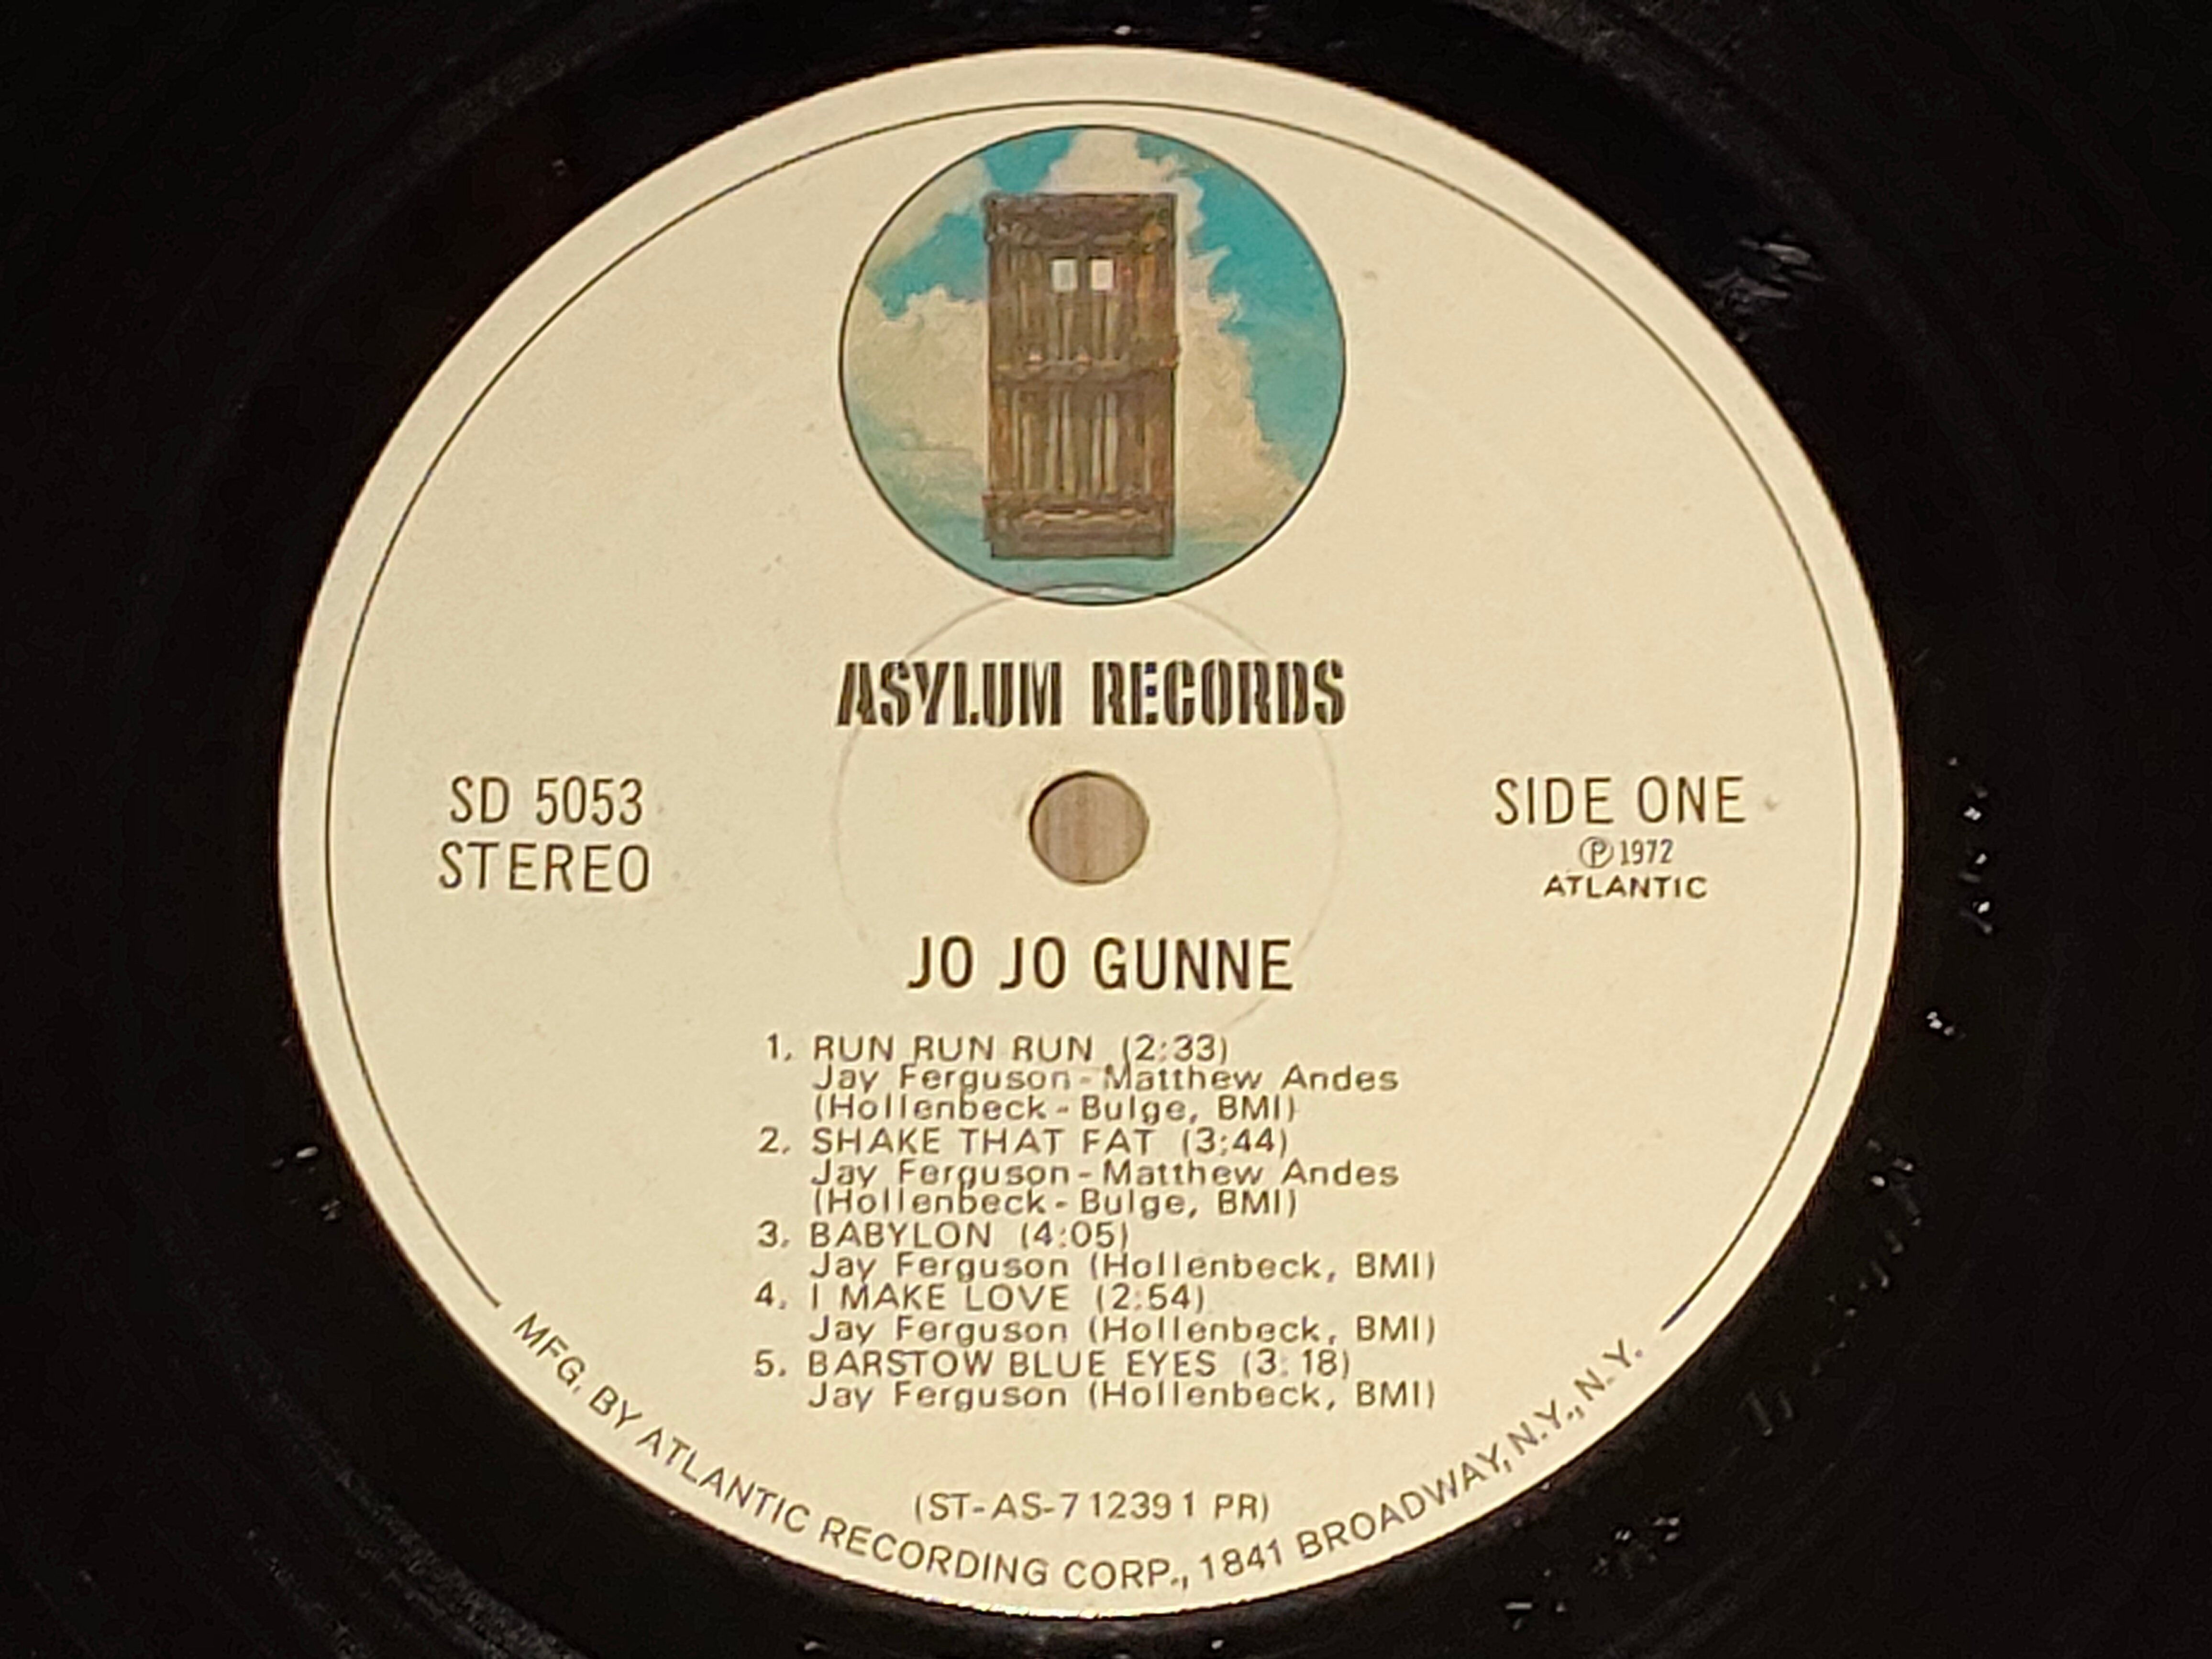 ASYLUM RECORDS
SD 5053
STEREO
SIDE ONE
Ⓟ1972
ATLANTIC
JO JO GUNNE
1. RUN RUN RUN (2:33)
Jay Ferguson-Matthew Andes
(Hollenbeck-Bulge, BMI)
2. SHAKE THAT FAT (3:44)
Jay Ferguson-Matthew Andes
(Hollenbeck-Bulge, BMI)
3. BABYLON (4:05)
Jay Ferguson (Hollenbeck, BMI)
4. I MAKE LOVE (2:54)
Jay Ferguson (Hollenbeck, BMI)
5. BARSTOW BLUE EYES (3:18)
Jay Ferguson (Hollenbeck, BMI)
(ST-AS-712391 PR)
MFG. BY ATLANTIC RECORDING CORP., 1841 BROADWAY, N.Y., N.Y.